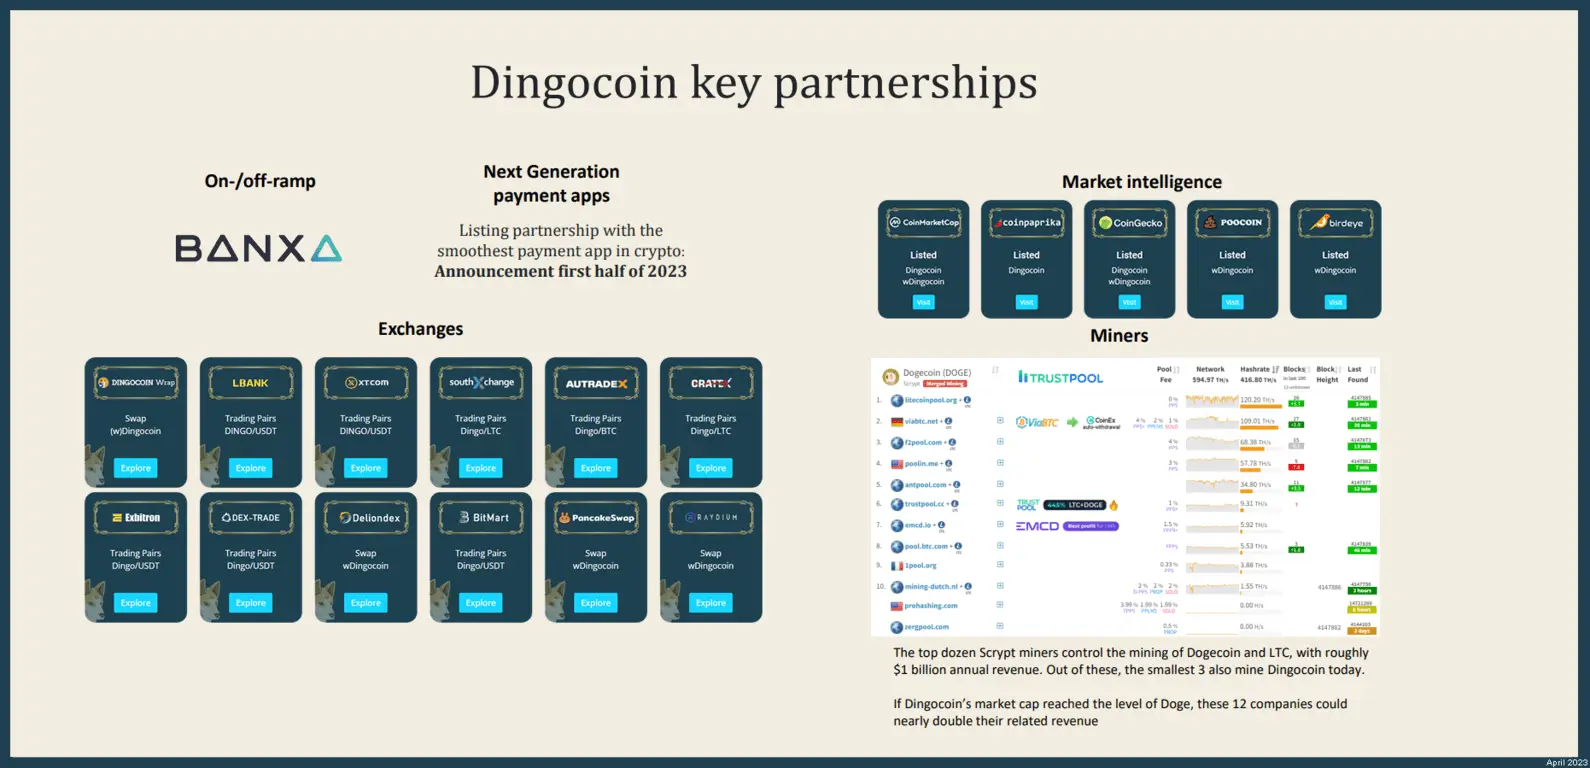 Dingocoin key partnerships
On-/off-ramp
BANXA
Next Generation
payment apps
Listing partnership with the
smoothest payment app in crypto:
Announcement first half of 2023
Exchanges
DINGOCOIN Wrap
Swap
(w)Dingocoin
Explore
LBANK
Trading Pairs
DINGO/USDT
Explore
XT.COM
Trading Pairs
DINGO/USDT
Explore
southXchange
Trading Pairs
Dingo/LTC
Explore
AUTRADEX
Trading Pairs
Dingo/BTC
Explore
CRATEX
Trading Pairs
Dingo/LTC
Explore
Exbitron
Trading Pairs
Dingo/USDT
Explore
DEX-TRADE
Trading Pairs
Dingo/USDT
Explore
Deliondex
Swap
wDingocoin
Explore
BitMart
Trading Pairs
Dingo/USDT
Explore
PancakeSwap
Swap
wDingocoin
Explore
RAYDIUM
Swap
wDingocoin
Explore
Market intelligence
CoinMarketCap
Listed
Dingocoin
wDingocoin
Visit
coinpaprika
Listed
Dingocoin
Visit
CoinGecko
Listed
Dingocoin
wDingocoin
Visit
POOCOIN
Listed
wDingocoin
Visit
birdeye
Listed
wDingocoin
Visit
Miners
Dogecoin (DOGE)
Scrypt Merged Mining
TRUSTPOOL
Pool Fee
Network 594.97 TH/s
Hashrate 416.80 TH/s
Blocks in last 100
Block Height
Last Found
1. litecoinpool.org 0 % PPS 120.20 TH/s 5 min
2. viabtc.net ViaBTC CoinEx auto-withdrawal 4 % 2 % 1 % 109.01 TH/s
3. f2pool.com 4 % PPS 68.38 TH/s 13 min
4. poolin.me 3 % PPS 57.78 TH/s 7 min
5. antpool.com 34.80 TH/s 12 min
6. trustpool.cc TRUST POOL 445% LTC+DOGE 1 % 9.31 TH/s
7. emcd.io EMCD Best profit 1.5 % 5.92 TH/s
8. pool.btc.com 5.53 TH/s 46 min
9. 1pool.org 0.33 % PPS 3.88 TH/s
10. mining-dutch.nl 2 % 2 % 2 % 1.55 TH/s 2 hours
prohashing.com 3.99 % 1.99 % 1.99 % 0.00 H/s
zergpool.com 0.5 % PROP 0.00 H/s 4147882 2 days
The top dozen Scrypt miners control the mining of Dogecoin and LTC, with roughly
$1 billion annual revenue. Out of these, the smallest 3 also mine Dingocoin today.
If Dingocoin's market cap reached the level of Doge, these 12 companies could
nearly double their related revenue
April 2023